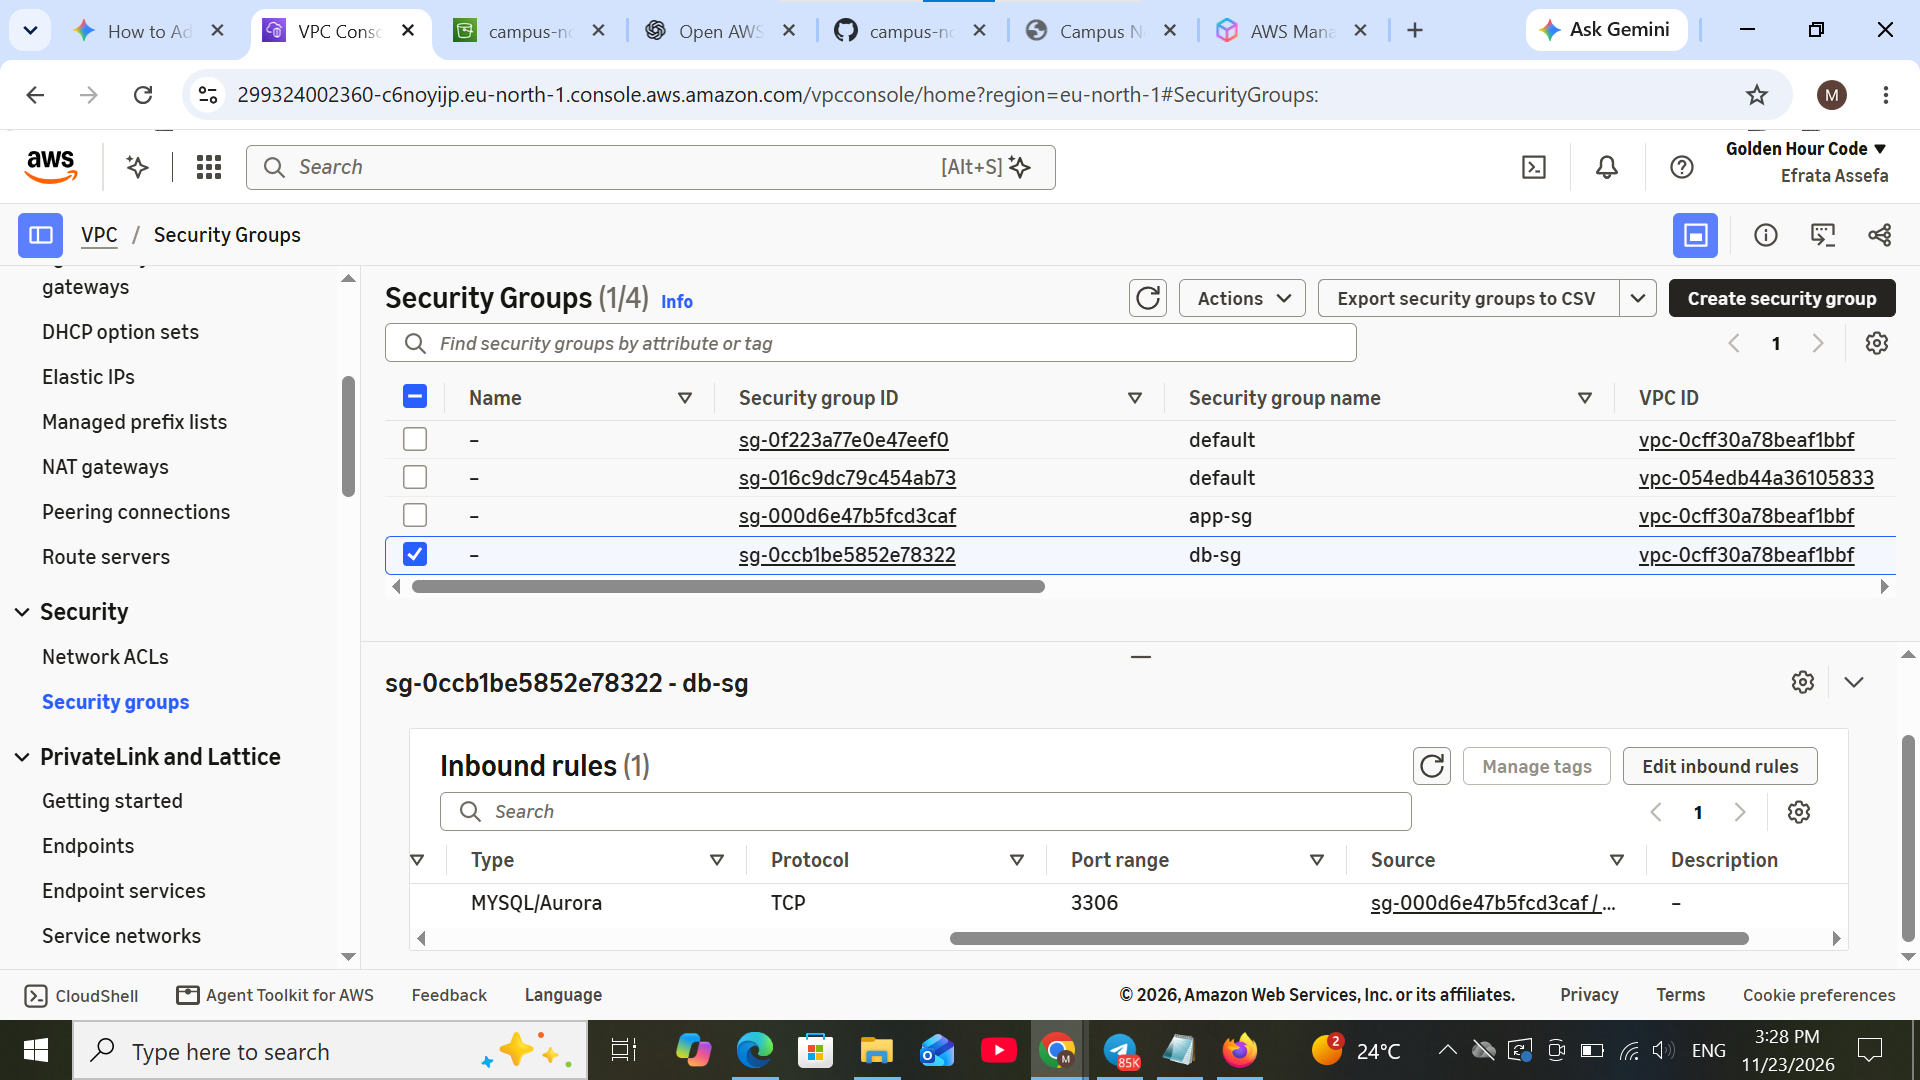 How to Ad
VPC Consc
campus-no
Open AWS
campus-no
Campus N
AWS Mana
Ask Gemini
299324002360-c6noyijp.eu-north-1.console.aws.amazon.com/vpcconsole/home?region=eu-north-1#SecurityGroups:
M
aws
Search
[Alt+S]
Golden Hour Code
Efrata Assefa
VPC / Security Groups
gateways
DHCP option sets
Elastic IPs
Managed prefix lists
NAT gateways
Peering connections
Route servers
Security
Network ACLs
Security groups
PrivateLink and Lattice
Getting started
Endpoints
Endpoint services
Service networks
Security Groups (1/4) Info
Actions
Export security groups to CSV
Create security group
Find security groups by attribute or tag
1
Name Security group ID Security group name VPC ID
– sg-0f223a77e0e47eef0 default vpc-0cff30a78beaf1bbf
– sg-016c9dc79c454ab73 default vpc-054edb44a36105833
– sg-000d6e47b5fcd3caf app-sg vpc-0cff30a78beaf1bbf
– sg-0ccb1be5852e78322 db-sg vpc-0cff30a78beaf1bbf
sg-0ccb1be5852e78322 - db-sg
Inbound rules (1)
Manage tags
Edit inbound rules
Search
1
Type Protocol Port range Source Description
MYSQL/Aurora TCP 3306 sg-000d6e47b5fcd3caf / ... –
CloudShell
Agent Toolkit for AWS
Feedback
Language
© 2026, Amazon Web Services, Inc. or its affiliates.
Privacy
Terms
Cookie preferences
Type here to search
M
85K
2
24°C
ENG
3:28 PM
11/23/2026